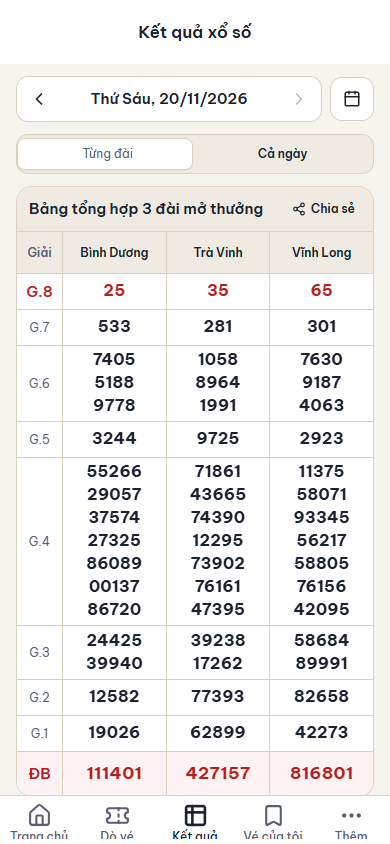 Kết quả xổ số
Thứ Sáu, 20/11/2026
Từng đài Cả ngày
Bảng tổng hợp 3 đài mở thưởng Chia sẻ
Giải Bình Dương Trà Vinh Vĩnh Long
G.8 25 35 65
G.7 533 281 301
G.6
7405 1058 7630
5188 8964 9187
9778 1991 4063
G.5 3244 9725 2923
G.4
55266 71861 11375
29057 43665 58071
37574 74390 93345
27325 12295 56217
86089 73902 58805
00137 76161 76156
86720 47395 42095
G.3
24425 39238 58684
39940 17262 89991
G.2 12582 77393 82658
G.1 19026 62899 42273
ĐB 111401 427157 816801
Trang chủ Dò vé Kết quả Vé của tôi Thêm